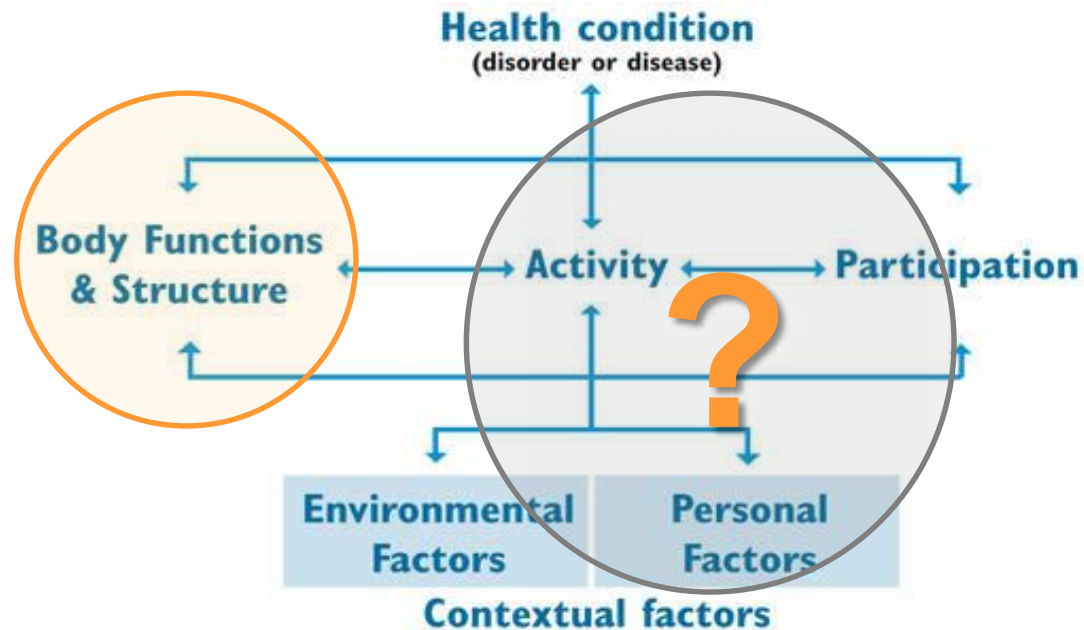 Health condition
(disorder or disease)
Body Functions
& Structure
Activity
Participation
?
Environmental
Factors
Personal
Factors
Contextual factors